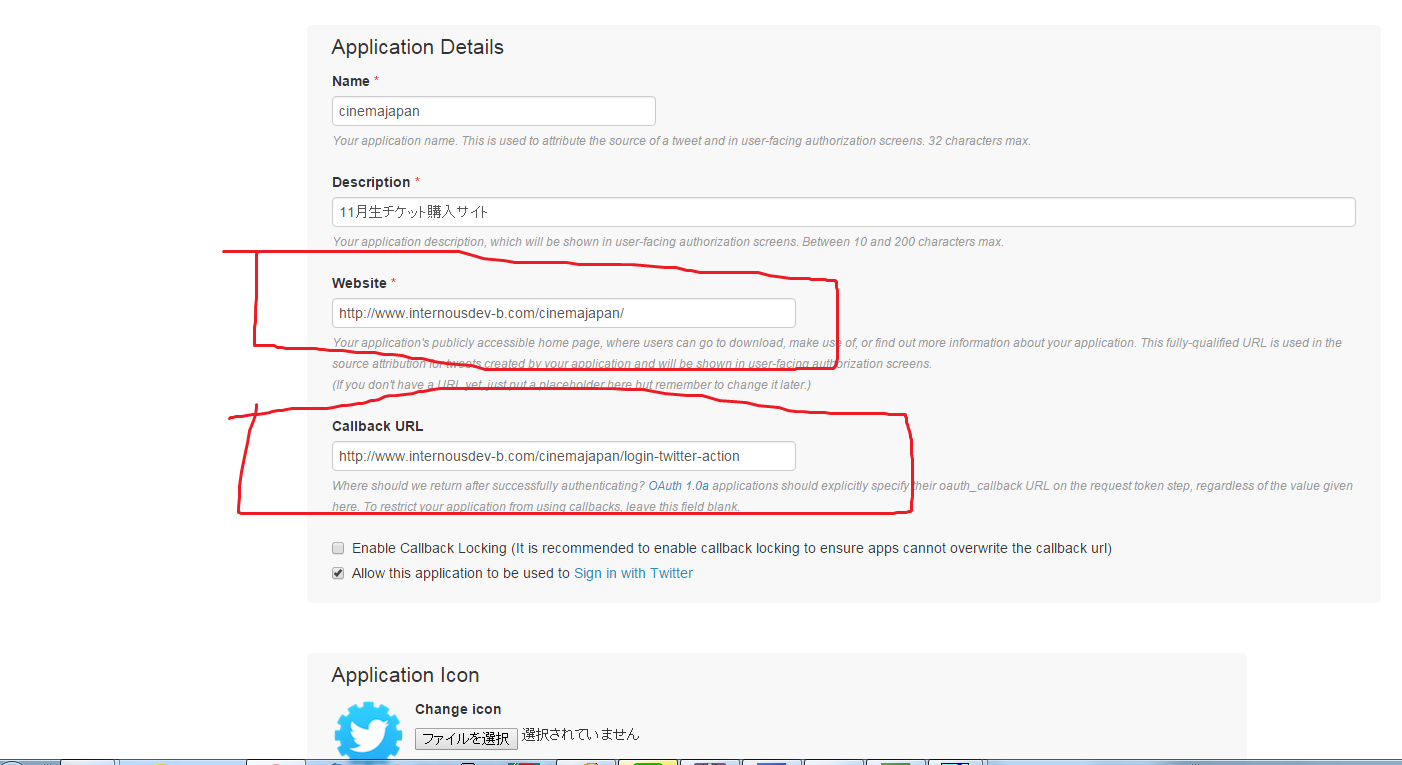 Application Details
Name *
cinemajapan
Your application name. This is used to attribute the source of a tweet and in user-facing authorization screens. 32 characters max.
Description *
11月生チケット購入サイト
Your application description, which will be shown in user-facing authorization screens. Between 10 and 200 characters max.
Website *
http://www.internousdev-b.com/cinemajapan/
Your application's publicly accessible home page, where users can go to download, make use of, or find out more information about your application. This fully-qualified URL is used in the
source attribution for tweets created by your application and will be shown in user-facing authorization screens.
(If you don't have a URL yet, just put a placeholder here but remember to change it later.)
Callback URL
http://www.internousdev-b.com/cinemajapan/login-twitter-action
Where should we return after successfully authenticating? OAuth 1.0a applications should explicitly specify their oauth_callback URL on the request token step, regardless of the value given
here. To restrict your application from using callbacks, leave this field blank.
Enable Callback Locking (It is recommended to enable callback locking to ensure apps cannot overwrite the callback url)
Allow this application to be used to Sign in with Twitter
Application Icon
Change icon
ファイルを選択 選択されていません